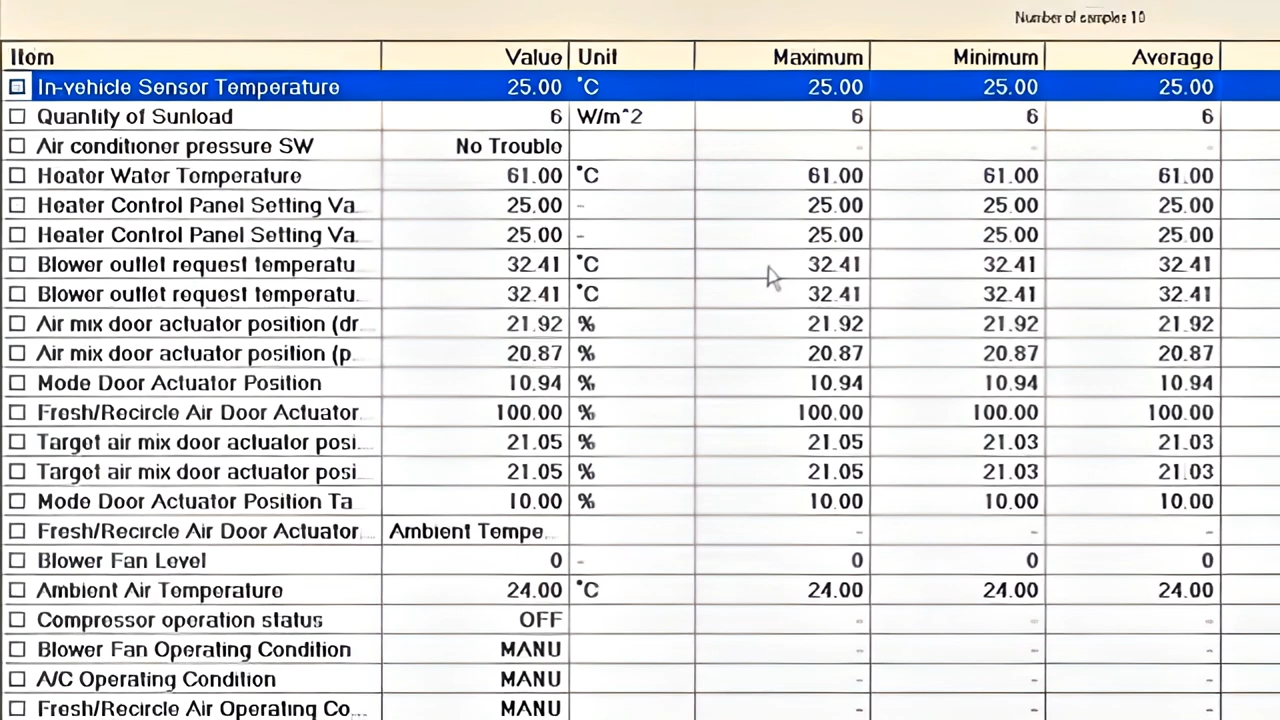 Number of samples 10
Item Value Unit Maximum Minimum Average
In-vehicle Sensor Temperature 25.00 °C 25.00 25.00 25.00
Quantity of Sunload 6 W/m^2 6 6 6
Air conditioner pressure SW No Trouble - - -
Heater Water Temperature 61.00 °C 61.00 61.00 61.00
Heater Control Panel Setting Va... 25.00 - 25.00 25.00 25.00
Heater Control Panel Setting Va... 25.00 - 25.00 25.00 25.00
Blower outlet request temperatu... 32.41 °C 32.41 32.41 32.41
Blower outlet request temperatu... 32.41 °C 32.41 32.41 32.41
Air mix door actuator position (dr... 21.92 % 21.92 21.92 21.92
Air mix door actuator position (p... 20.87 % 20.87 20.87 20.87
Mode Door Actuator Position 10.94 % 10.94 10.94 10.94
Fresh/Recircle Air Door Actuator... 100.00 % 100.00 100.00 100.00
Target air mix door actuator posi... 21.05 % 21.05 21.03 21.03
Target air mix door actuator posi... 21.05 % 21.05 21.03 21.03
Mode Door Actuator Position Ta... 10.00 % 10.00 10.00 10.00
Fresh/Recircle Air Door Actuator... Ambient Tempe... - - -
Blower Fan Level 0 - 0 0 0
Ambient Air Temperature 24.00 °C 24.00 24.00 24.00
Compressor operation status OFF - - -
Blower Fan Operating Condition MANU - - -
A/C Operating Condition MANU - - -
Fresh/Recircle Air Operating Co... MANU - - -